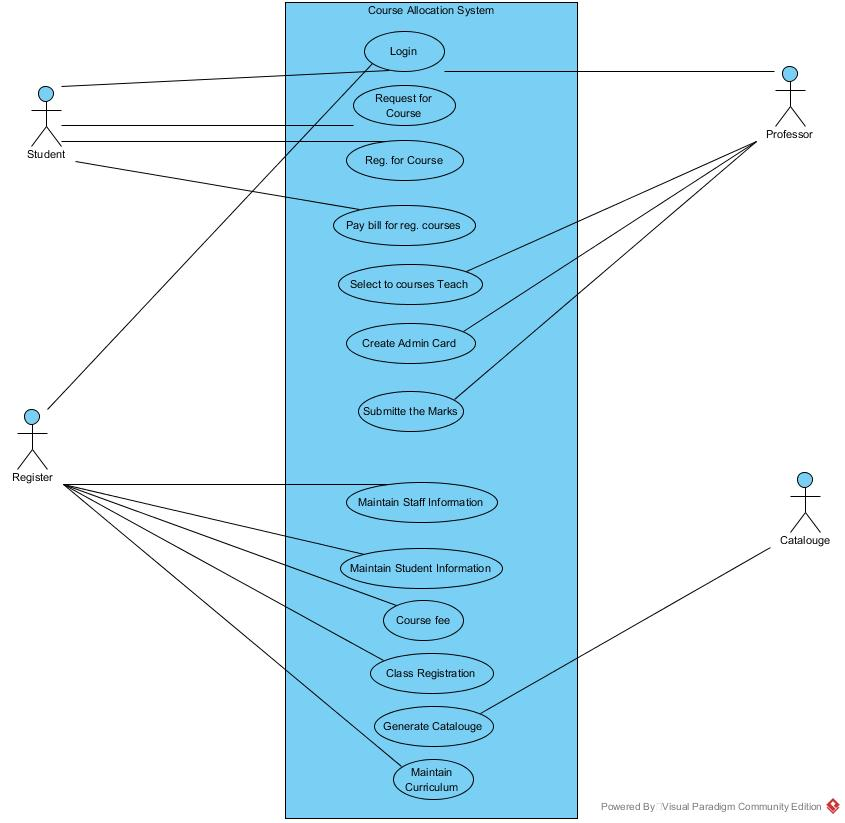 Course Allocation System
Login
Request for
Course
Student
Professor
Reg. for Course
Pay bill for reg. courses
Select to courses Teach
Create Admin Card
Submitte the Marks
Register
Maintain Staff Information
Catalouge
Maintain Student Information
Course fee
Class Registration
Generate Catalouge
Maintain
Curriculum
Powered By Visual Paradigm Community Edition